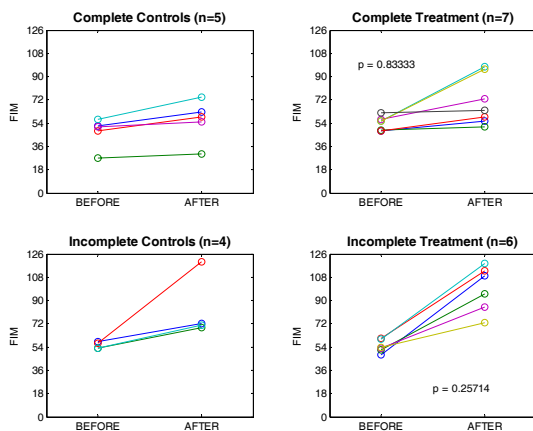 Complete Controls (n=5)
126
108
90
72
54
36
18
0
FIM
BEFORE AFTER
Complete Treatment (n=7)
126
108
90
72
54
36
18
0
FIM
p = 0.83333
BEFORE AFTER
Incomplete Controls (n=4)
126
108
90
72
54
36
18
0
FIM
BEFORE AFTER
Incomplete Treatment (n=6)
126
108
90
72
54
36
18
0
FIM
p = 0.25714
BEFORE AFTER